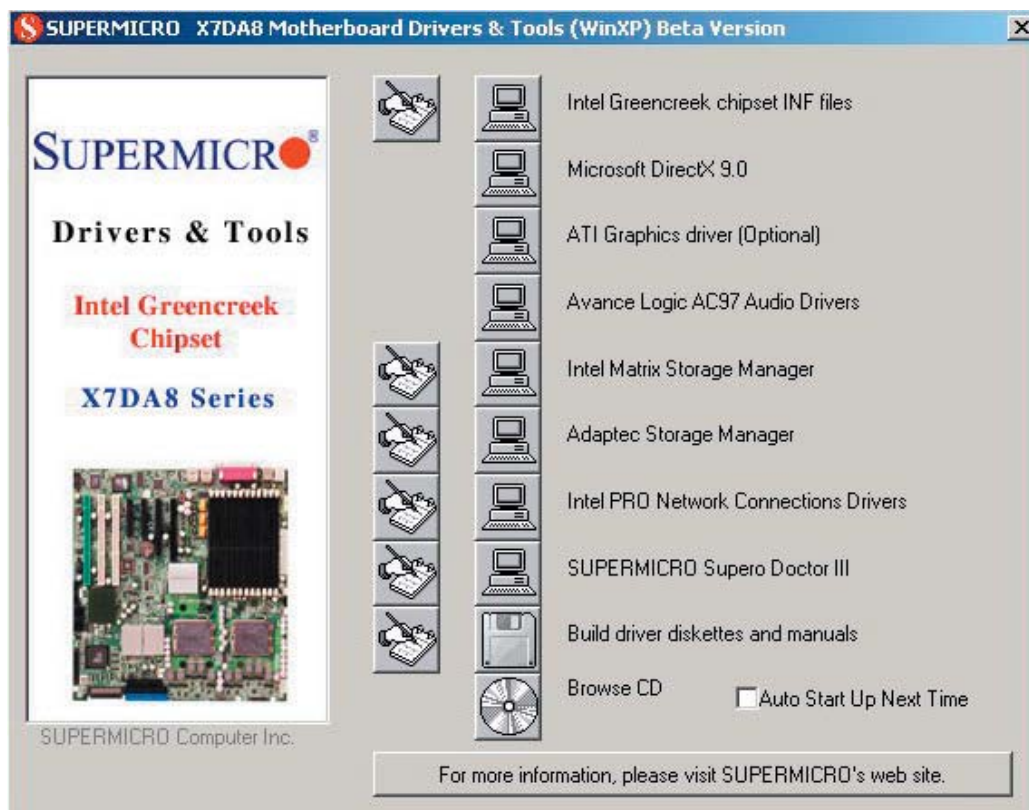 SUPERMICRO X7DA8 Motherboard Drivers & Tools (WinXP) Beta Version
SUPERMICRO®
Drivers & Tools
Intel Greencreek
Chipset
X7DA8 Series
SUPERMICRO Computer Inc.
Intel Greencreek chipset INF files
Microsoft DirectX 9.0
ATI Graphics driver (Optional)
Avance Logic AC97 Audio Drivers
Intel Matrix Storage Manager
Adaptec Storage Manager
Intel PRO Network Connections Drivers
SUPERMICRO Supero Doctor III
Build driver diskettes and manuals
Browse CD
Auto Start Up Next Time
For more information, please visit SUPERMICRO's web site.